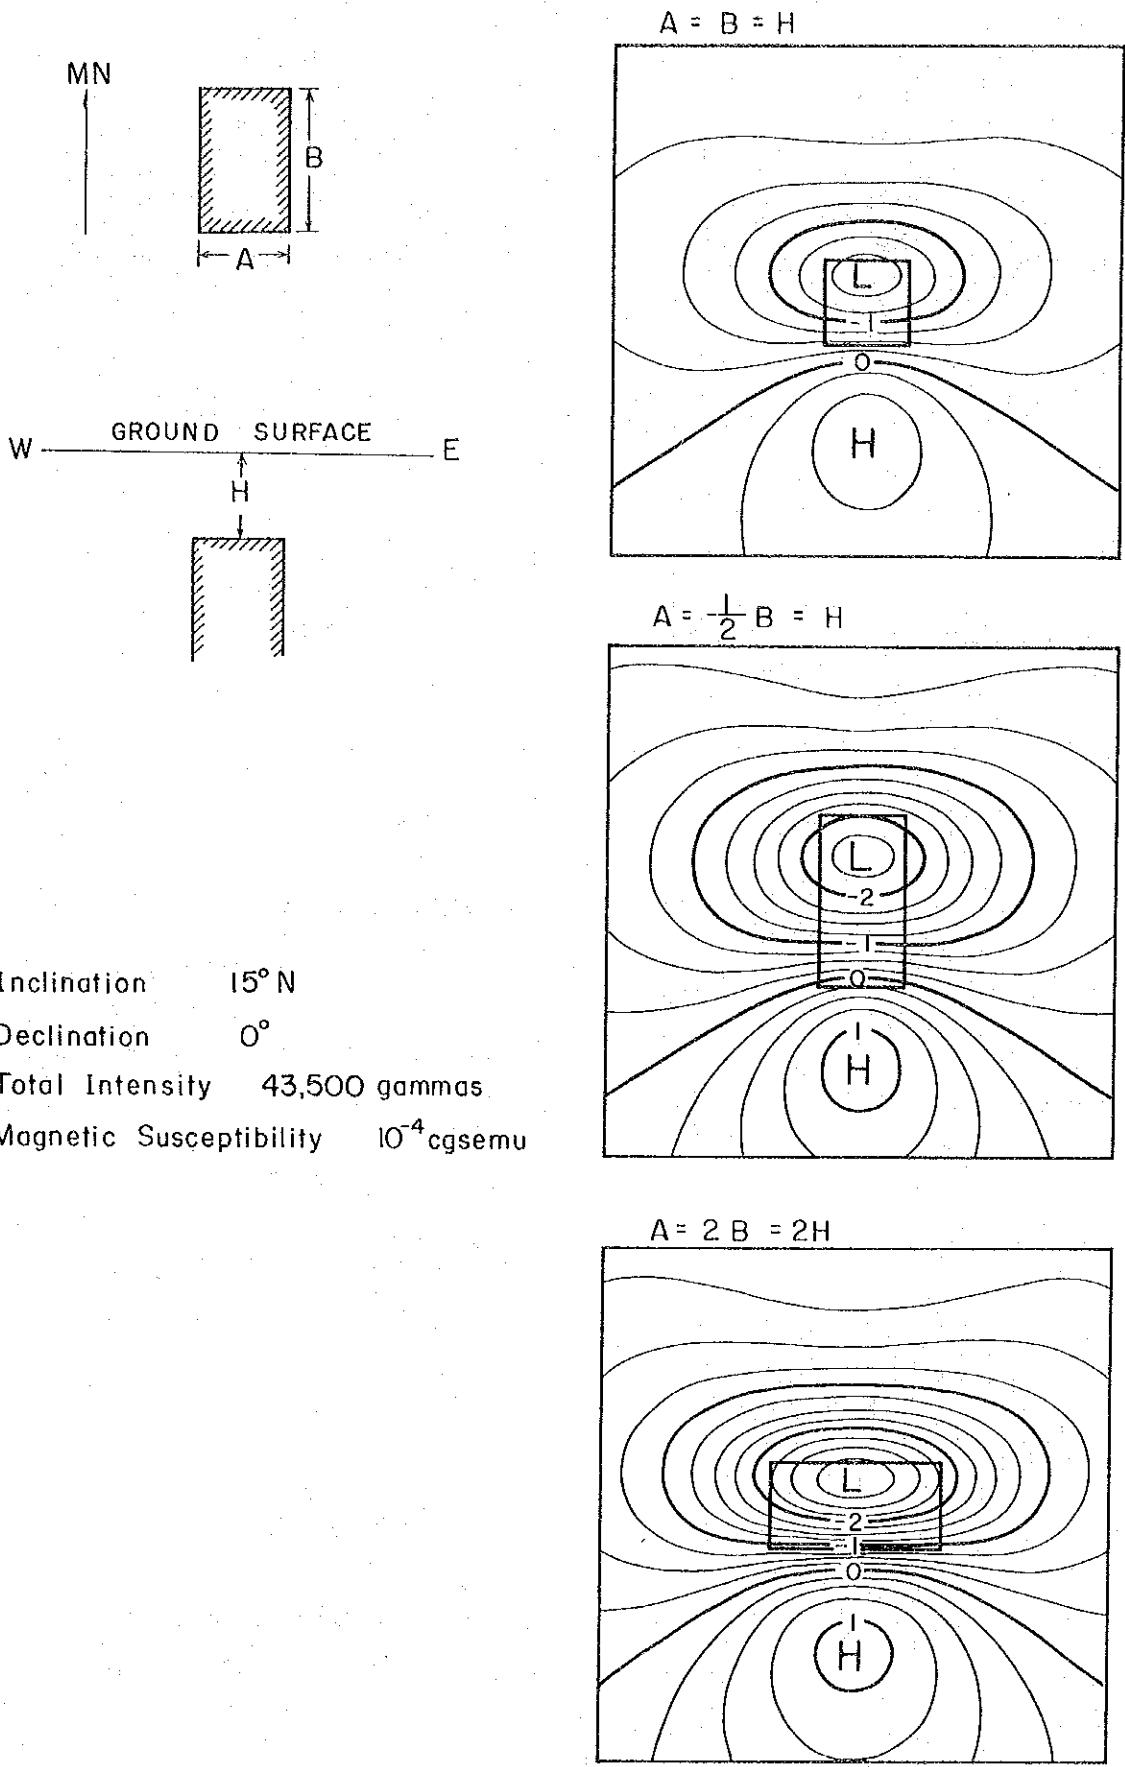 MN
B
A
W
GROUND SURFACE
E
H
Inclination 15° N
Declination 0°
Total Intensity 43,500 gammas
Magnetic Susceptibility 10⁻⁴ cgsemu
A = B = H
L
-1
0
H
A = 1/2 B = H
L
-2
-1
0
1
H
A = 2 B = 2H
L
-2
-1
0
1
H